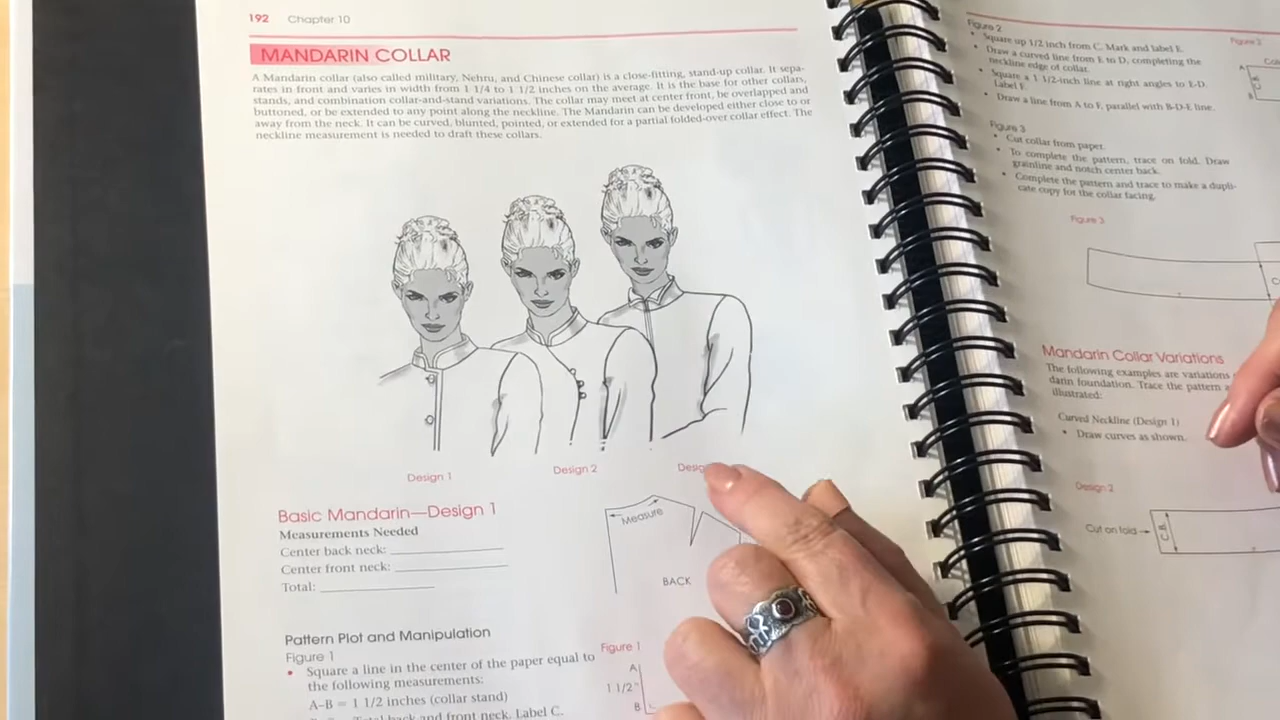 192 Chapter 10
MANDARIN COLLAR
A Mandarin collar (also called military, Nehru, and Chinese collar) is a close-fitting, stand-up collar. It sepa-
rates in front and varies in width from 1 1/4 to 1 1/2 inches on the average. It is the base for other collars,
stands, and combination collar-and-stand variations. The collar may meet at center front, be overlapped and
buttoned, or be extended to any point along the neckline. The Mandarin can be developed either close to or
away from the neck. It can be curved, blunted, pointed, or extended for a partial folded-over collar effect. The
neckline measurement is needed to draft these collars.
Design 1
Design 2
Basic Mandarin—Design 1
Measurements Needed
Center back neck:
Center front neck:
Total:
Measure
BACK
Pattern Plot and Manipulation
Figure 1
• Square a line in the center of the paper equal to
the following measurements:
A–B = 1 1/2 inches (collar stand)
Total back and front neck. Label C.
Figure 1
A
1 1/2"
B
Figure 2
• Square up 1/2 inch from C. Mark and label E.
• Draw a curved line from E to D, completing the
neckline edge of collar.
• Square a 1 1/2-inch line at right angles to E-D.
Label F.
• Draw a line from A to F, parallel with B-D-E line.
Figure 2
A
C.B.
B
Figure 3
• Cut collar from paper.
• To complete the pattern, trace on fold. Draw
grainline and notch center back.
• Complete the pattern and trace to make a dupli-
cate copy for the collar facing.
Figure 3
Mandarin Collar Variations
The following examples are variations
darin foundation. Trace the pattern
illustrated:
Curved Neckline (Design 1)
• Draw curves as shown.
Design 2
Cut on fold
C.B.